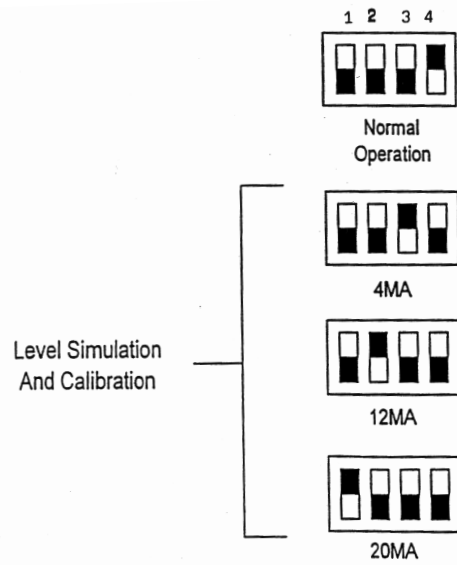 1 2 3 4
Normal
Operation
4MA
Level Simulation
And Calibration
12MA
20MA